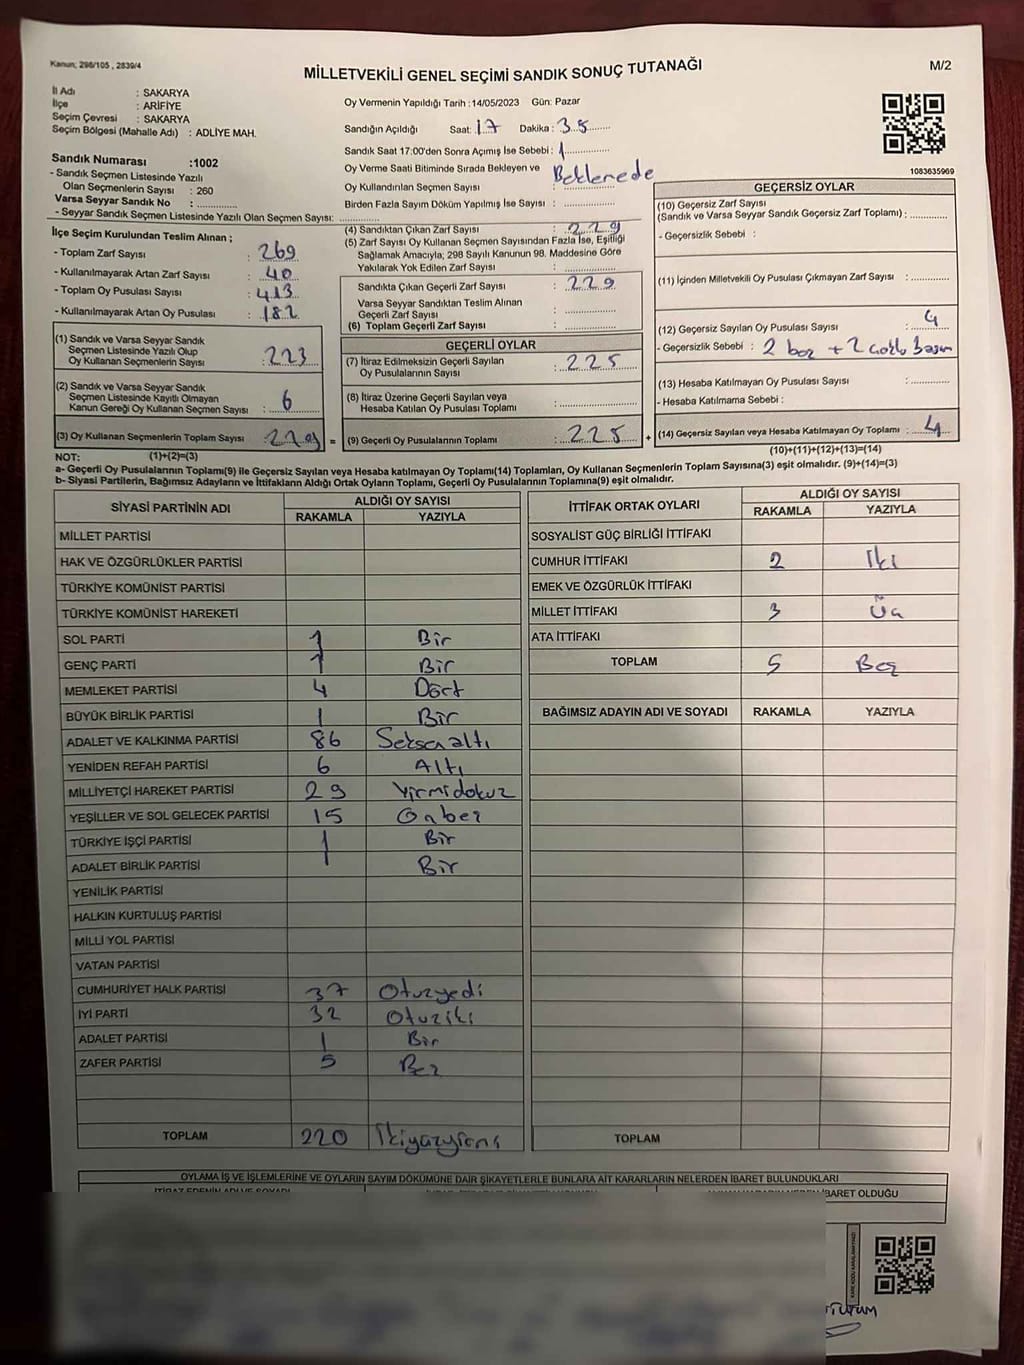 Kanun; 298/105 , 2839/4
MİLLETVEKİLİ GENEL SEÇİMİ SANDIK SONUÇ TUTANAĞI
M/2
İl Adı : SAKARYA
İlçe : ARİFİYE
Seçim Çevresi : SAKARYA
Seçim Bölgesi (Mahalle Adı) : ADLİYE MAH.
Sandık Numarası :1002
- Sandık Seçmen Listesinde Yazılı
Olan Seçmenlerin Sayısı : 260
Varsa Seyyar Sandık No :
- Seyyar Sandık Seçmen Listesinde Yazılı Olan Seçmen Sayısı:
Oy Vermenin Yapıldığı Tarih :14/05/2023 Gün: Pazar
Sandığın Açıldığı Saat: 17 Dakika : 35
Sandık Saat 17:00'den Sonra Açımış İse Sebebi :
Oy Verme Saati Bitiminde Sırada Bekleyen ve
Oy Kullandırılan Seçmen Sayısı :
Birden Fazla Sayım Döküm Yapılmış İse Sayısı :
1083635969
İlçe Seçim Kurulundan Teslim Alınan ;
- Toplam Zarf Sayısı : 269
- Kullanılmayarak Artan Zarf Sayısı : 40
- Toplam Oy Pusulası Sayısı : 413
- Kullanılmayarak Artan Oy Pusulası : 182
(1) Sandık ve Varsa Seyyar Sandık
Seçmen Listesinde Yazılı Olup
Oy Kullanan Seçmenlerin Sayısı : 223
(2) Sandık ve Varsa Seyyar Sandık
Seçmen Listesinde Kayıtlı Olmayan
Kanun Gereği Oy Kullanan Seçmen Sayısı : 6
(3) Oy Kullanan Seçmenlerin Toplam Sayısı : 229 =
(1)+(2)=(3)
(4) Sandıktan Çıkan Zarf Sayısı : 229
(5) Zarf Sayısı Oy Kullanan Seçmen Sayısından Fazla İse, Eşitliği
Sağlamak Amacıyla; 298 Sayılı Kanunun 98. Maddesine Göre
Yakılarak Yok Edilen Zarf Sayısı :
Sandıkta Çıkan Geçerli Zarf Sayısı : 229
Varsa Seyyar Sandıktan Teslim Alınan
Geçerli Zarf Sayısı :
(6) Toplam Geçerli Zarf Sayısı :
GEÇERLİ OYLAR
(7) İtiraz Edilmeksizin Geçerli Sayılan
Oy Pusulalarının Sayısı : 225
(8) İtiraz Üzerine Geçerli Sayılan veya
Hesaba Katılan Oy Pusulası Toplamı :
(9) Geçerli Oy Pusulalarının Toplamı : 225 +
GEÇERSİZ OYLAR
(10) Geçersiz Zarf Sayısı
(Sandık ve Varsa Seyyar Sandık Geçersiz Zarf Toplamı) :
- Geçersizlik Sebebi :
(11) İçinden Milletvekili Oy Pusulası Çıkmayan Zarf Sayısı :
(12) Geçersiz Sayılan Oy Pusulası Sayısı : 4
- Geçersizlik Sebebi : 2 boş + 2
(13) Hesaba Katılmayan Oy Pusulası Sayısı :
- Hesaba Katılmama Sebebi :
(14) Geçersiz Sayılan veya Hesaba Katılmayan Oy Toplamı : 4
(10)+(11)+(12)+(13)=(14)
NOT:
a- Geçerli Oy Pusulalarının Toplamı(9) ile Geçersiz Sayılan veya Hesaba katılmayan Oy Toplamı(14) Toplamları, Oy Kullanan Seçmenlerin Toplam Sayısına(3) eşit olmalıdır. (9)+(14)=(3)
b- Siyasi Partilerin, Bağımsız Adayların ve İttifakların Aldığı Ortak Oyların Toplamı, Geçerli Oy Pusulalarının Toplamına(9) eşit olmalıdır.
SİYASİ PARTİNİN ADI ALDIĞI OY SAYISI
RAKAMLA YAZIYLA
MİLLET PARTİSİ
HAK VE ÖZGÜRLÜKLER PARTİSİ
TÜRKİYE KOMÜNİST PARTİSİ
TÜRKİYE KOMÜNİST HAREKETİ
SOL PARTİ 1 Bir
GENÇ PARTİ 1 Bir
MEMLEKET PARTİSİ 4 Dört
BÜYÜK BİRLİK PARTİSİ 1 Bir
ADALET VE KALKINMA PARTİSİ 86 Seksenaltı
YENİDEN REFAH PARTİSİ 6 Altı
MİLLİYETÇİ HAREKET PARTİSİ 29 Yirmidokuz
YEŞİLLER VE SOL GELECEK PARTİSİ 15 Onbeş
TÜRKİYE İŞÇİ PARTİSİ 1 Bir
ADALET BİRLİK PARTİSİ 1 Bir
YENİLİK PARTİSİ
HALKIN KURTULUŞ PARTİSİ
MİLLİ YOL PARTİSİ
VATAN PARTİSİ
CUMHURİYET HALK PARTİSİ 37 Otuzyedi
İYİ PARTİ 32 Otuziki
ADALET PARTİSİ 1 Bir
ZAFER PARTİSİ 5 Beş
TOPLAM 220 İkiyüzyirmi
İTTİFAK ORTAK OYLARI ALDIĞI OY SAYISI
RAKAMLA YAZIYLA
SOSYALİST GÜÇ BİRLİĞİ İTTİFAKI
CUMHUR İTTİFAKI 2 İki
EMEK VE ÖZGÜRLÜK İTTİFAKI
MİLLET İTTİFAKI 3 Üç
ATA İTTİFAKI
TOPLAM 5 Beş
BAĞIMSIZ ADAYIN ADI VE SOYADI RAKAMLA YAZIYLA
TOPLAM
OYLAMA İŞ VE İŞLEMLERİNE VE OYLARIN SAYIM DÖKÜMÜNE DAİR ŞİKAYETLERLE BUNLARA AİT KARARLARIN NELERDEN İBARET BULUNDUKLARI
İBARET OLDUĞU